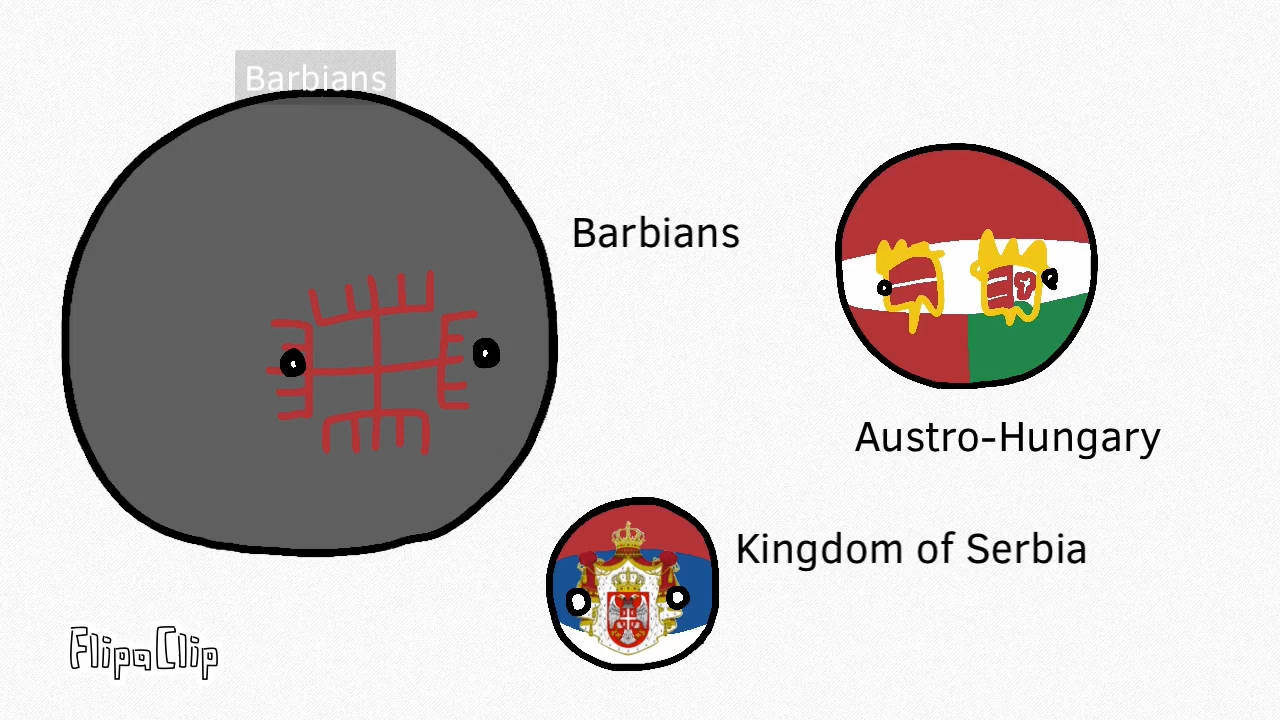 Barbians
Barbians
Austro-Hungary
Kingdom of Serbia
FlipaClip